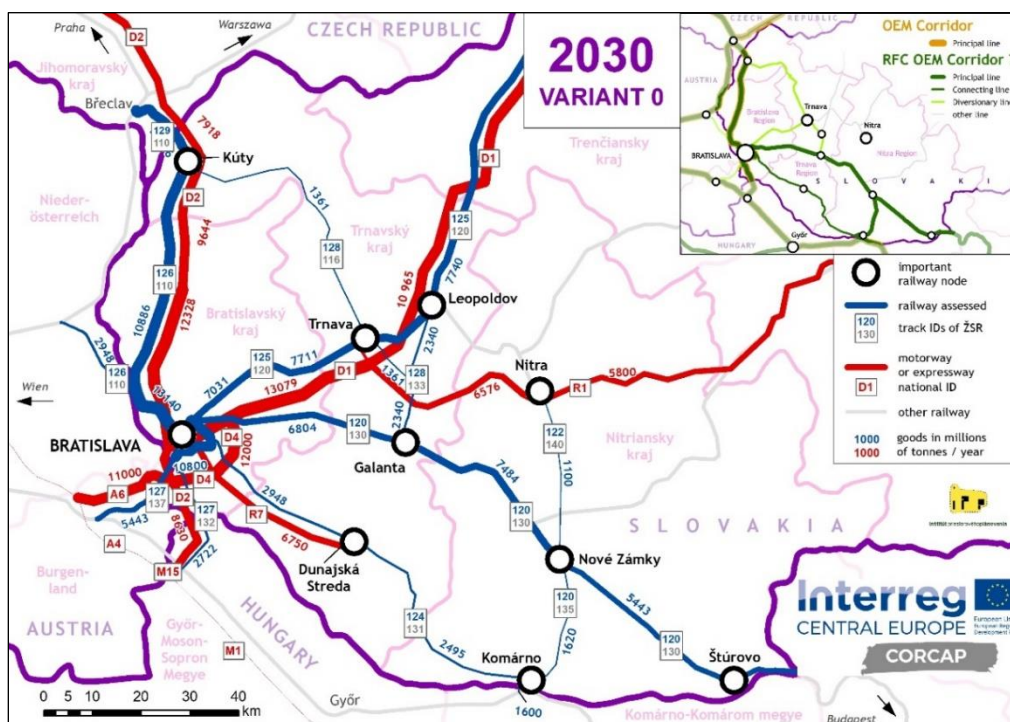 Praha
Warszawa
D2
CZECH REPUBLIC
Jihomoravský
kraj
Břeclav
2030
VARIANT 0
129
110
7918
Kúty
D2
Nieder-
österreich
9644
1361
Trenčiansky
kraj
D1
Trnavský
kraj
128
116
125
120
126
110
10886
12328
10 965
7740
Bratislavský
kraj
Leopoldov
Trnava
2948
126
110
125
120
7711
7031
13079
D1
1361
128
133
2340
Nitra
6576
R1
5800
Wien
13140
BRATISLAVA
6804
120
130
2340
D4
12000
Galanta
122
140
1100
Nitriansky
kraj
10800
11000
A6
D4
127
137
D2
5443
127
132
8630
2948
R7
6750
7484
120
130
SLOVAKIA
A4
M15
2722
Dunajská
Streda
Nové Zámky
Burgen-
land
AUSTRIA
HUNGARY
Győr-
Moson-
Sopron
Megye
M1
124
131
120
135
1620
5443
120
130
2495
Komárno
Štúrovo
1600
Győr
Komárno-Komárom megye
Budapest
0 10 20 30 40
km
CZECH REPUBLIC
AUSTRIA
Bratislava
Region
Trnava
Nitra
BRATISLAVA
Trnava
Region
Nitra Region
SLOVAKI
Győr
HUNGARY
OEM Corridor
Principal line
RFC OEM Corridor 7
Principal line
Connecting line
Diversionary line
other line
important
railway node
railway assessed
120
130
track IDs of ŽSR
motorway
or expressway
D1
national ID
other railway
1000
1000
goods in millions
of tonnes / year
Interreg
CENTRAL EUROPE
CORCAP